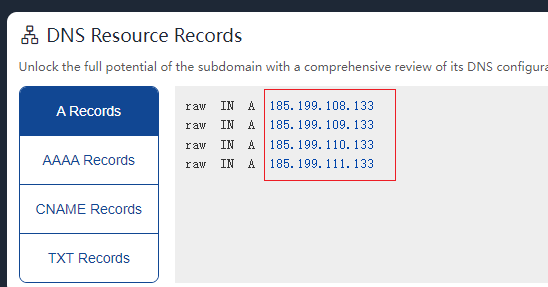 DNS Resource Records
Unlock the full potential of the subdomain with a comprehensive review of its DNS
A Records
AAAA Records
CNAME Records
TXT Records
raw IN A 185.199.108.133
raw IN A 185.199.109.133
raw IN A 185.199.110.133
raw IN A 185.199.111.133